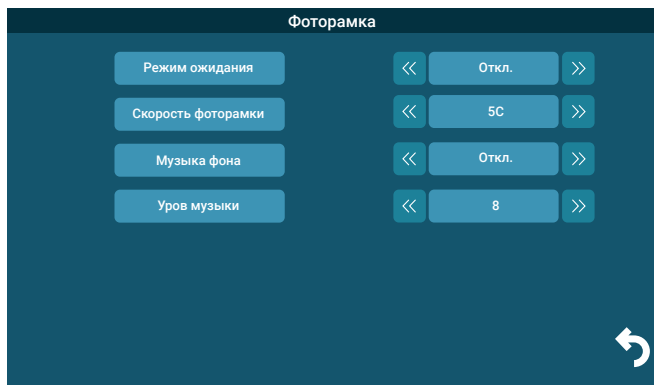 Фоторамка
Режим ожидания Откл.
Скорость фоторамки 5С
Музыка фона Откл.
Уров музыки 8